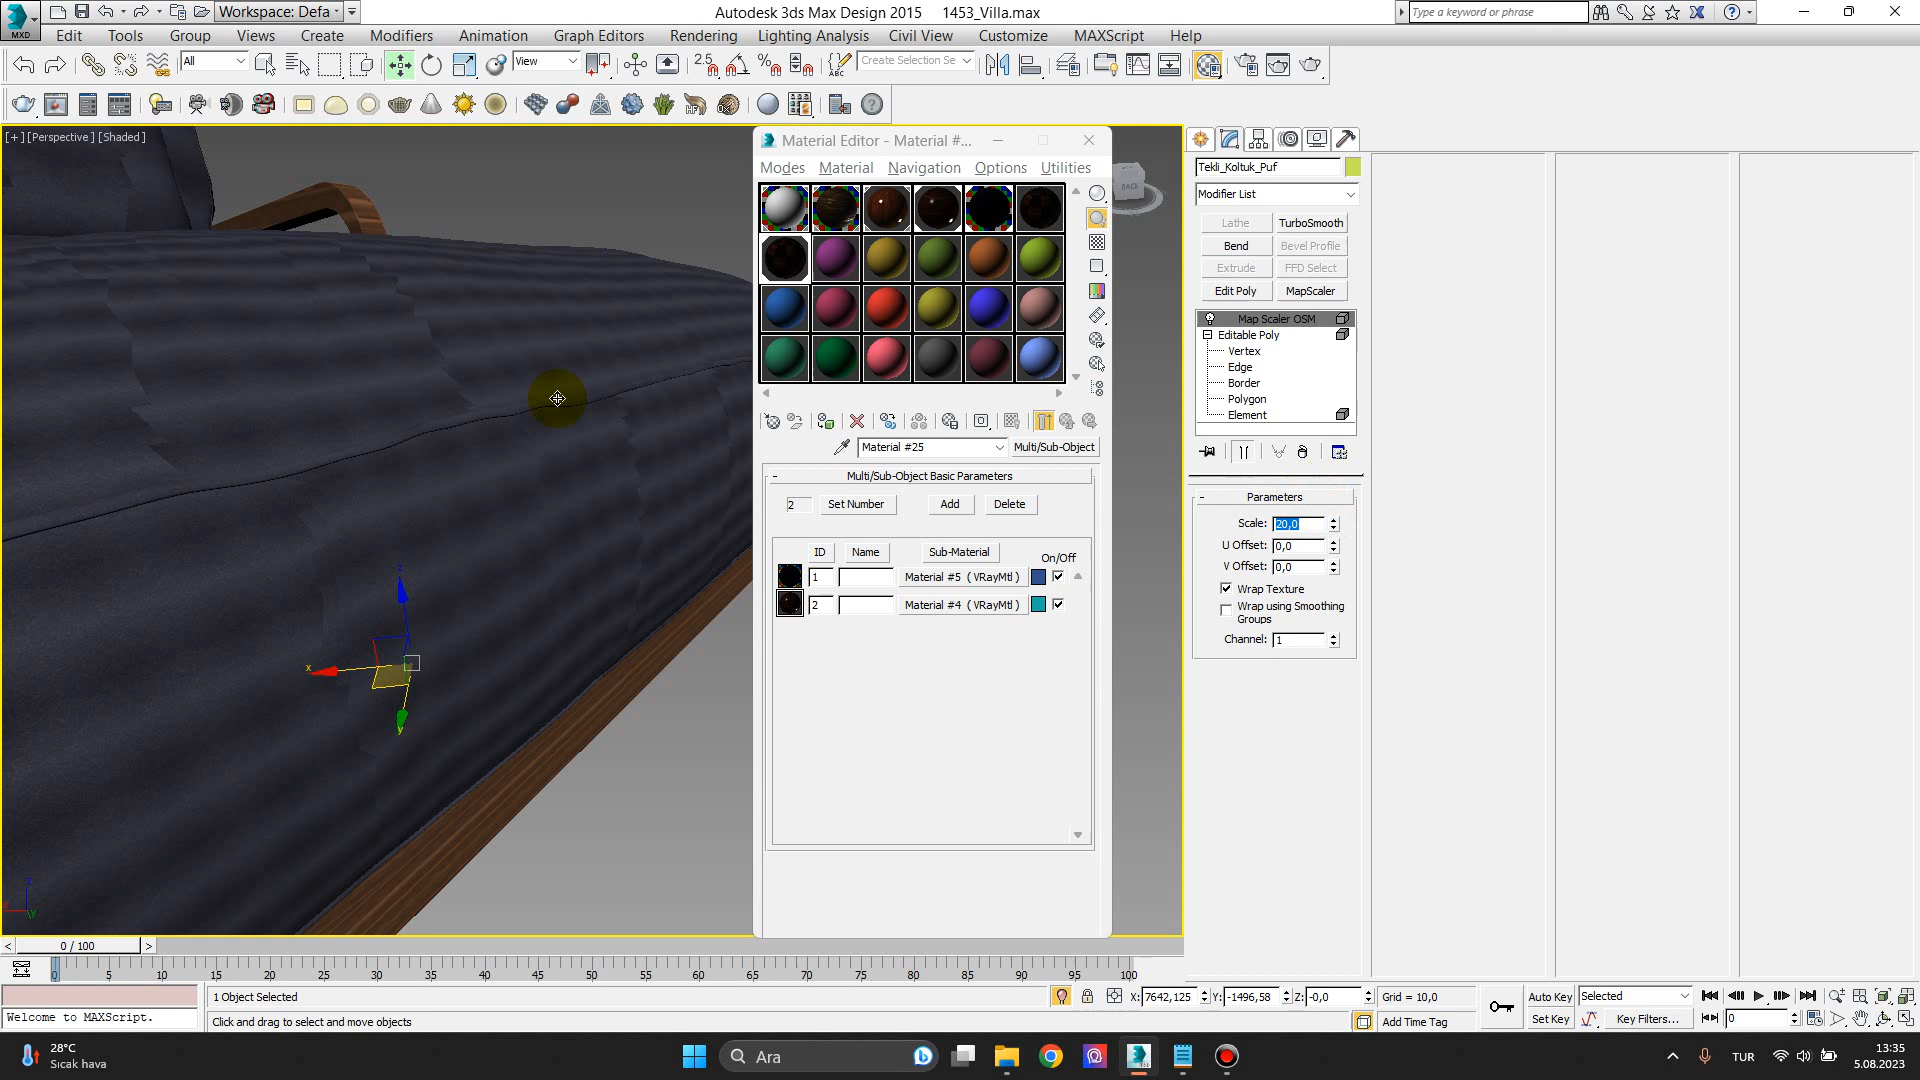 MXD
Workspace: Defa
Autodesk 3ds Max Design 2015   1453_Villa.max
Type a keyword or phrase
Edit Tools Group Views Create Modifiers Animation Graph Editors Rendering Lighting Analysis Civil View Customize MAXScript Help
All
View
2.5
Create Selection Se
[+] [Perspective] [Shaded]
Material Editor - Material #...
Modes Material Navigation Options Utilities
BACK
Material #25
Multi/Sub-Object
Multi/Sub-Object Basic Parameters
2 Set Number Add Delete
ID Name Sub-Material On/Off
1 Material #5 ( VRayMtl )
2 Material #4 ( VRayMtl )
Tekli_Koltuk_Puf
Modifier List
Lathe TurboSmooth
Bend Bevel Profile
Extrude FFD Select
Edit Poly MapScaler
Map Scaler OSM
Editable Poly
Vertex
Edge
Border
Polygon
Element
Parameters
Scale: 20,0
U Offset: 0,0
V Offset: 0,0
Wrap Texture
Wrap using Smoothing
Groups
Channel: 1
z
x
y
0 / 100
0 5 10 15 20 25 30 35 40 45 50 55 60 65 70 75 80 85 90 95 100
1 Object Selected
X: 7642,125 Y: -1496,58 Z: -0,0 Grid = 10,0
Auto Key Selected
Welcome to MAXScript.
Click and drag to select and move objects
Add Time Tag
Set Key Key Filters... 0
28°C
Sıcak hava
Ara
TUR
13:35
5.08.2023